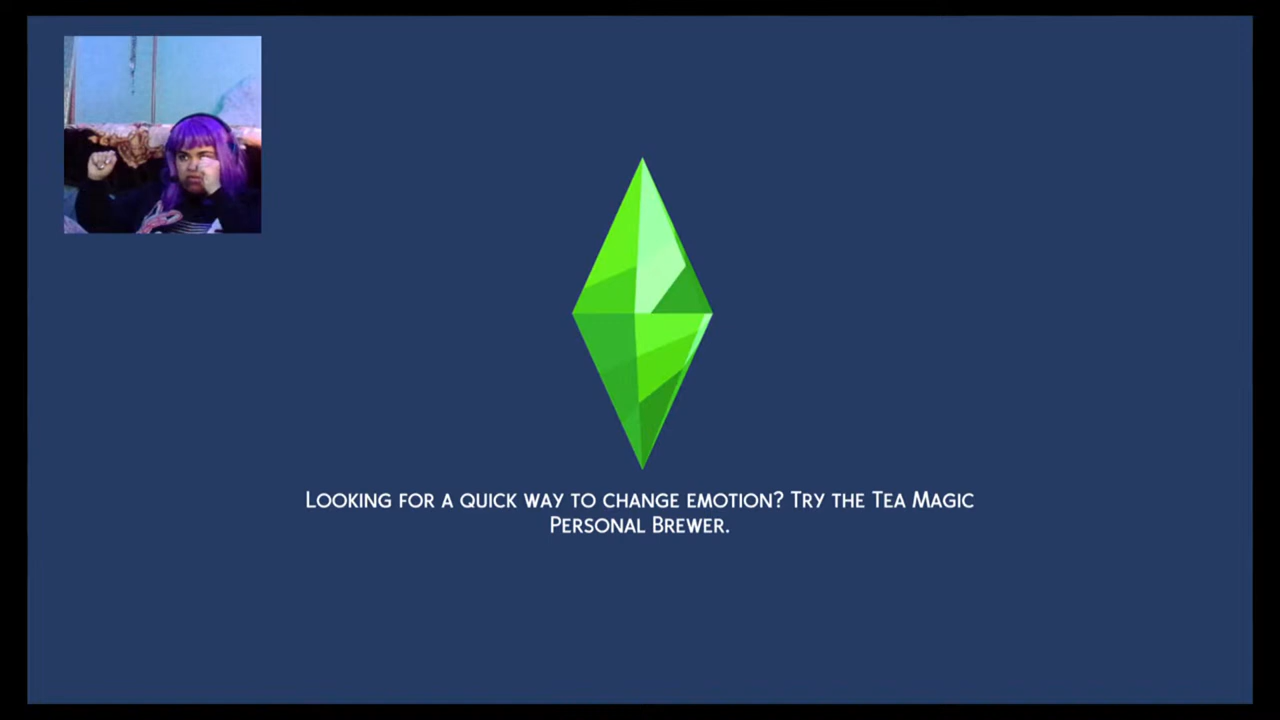 Looking for a quick way to change emotion? Try the Tea Magic
Personal Brewer.